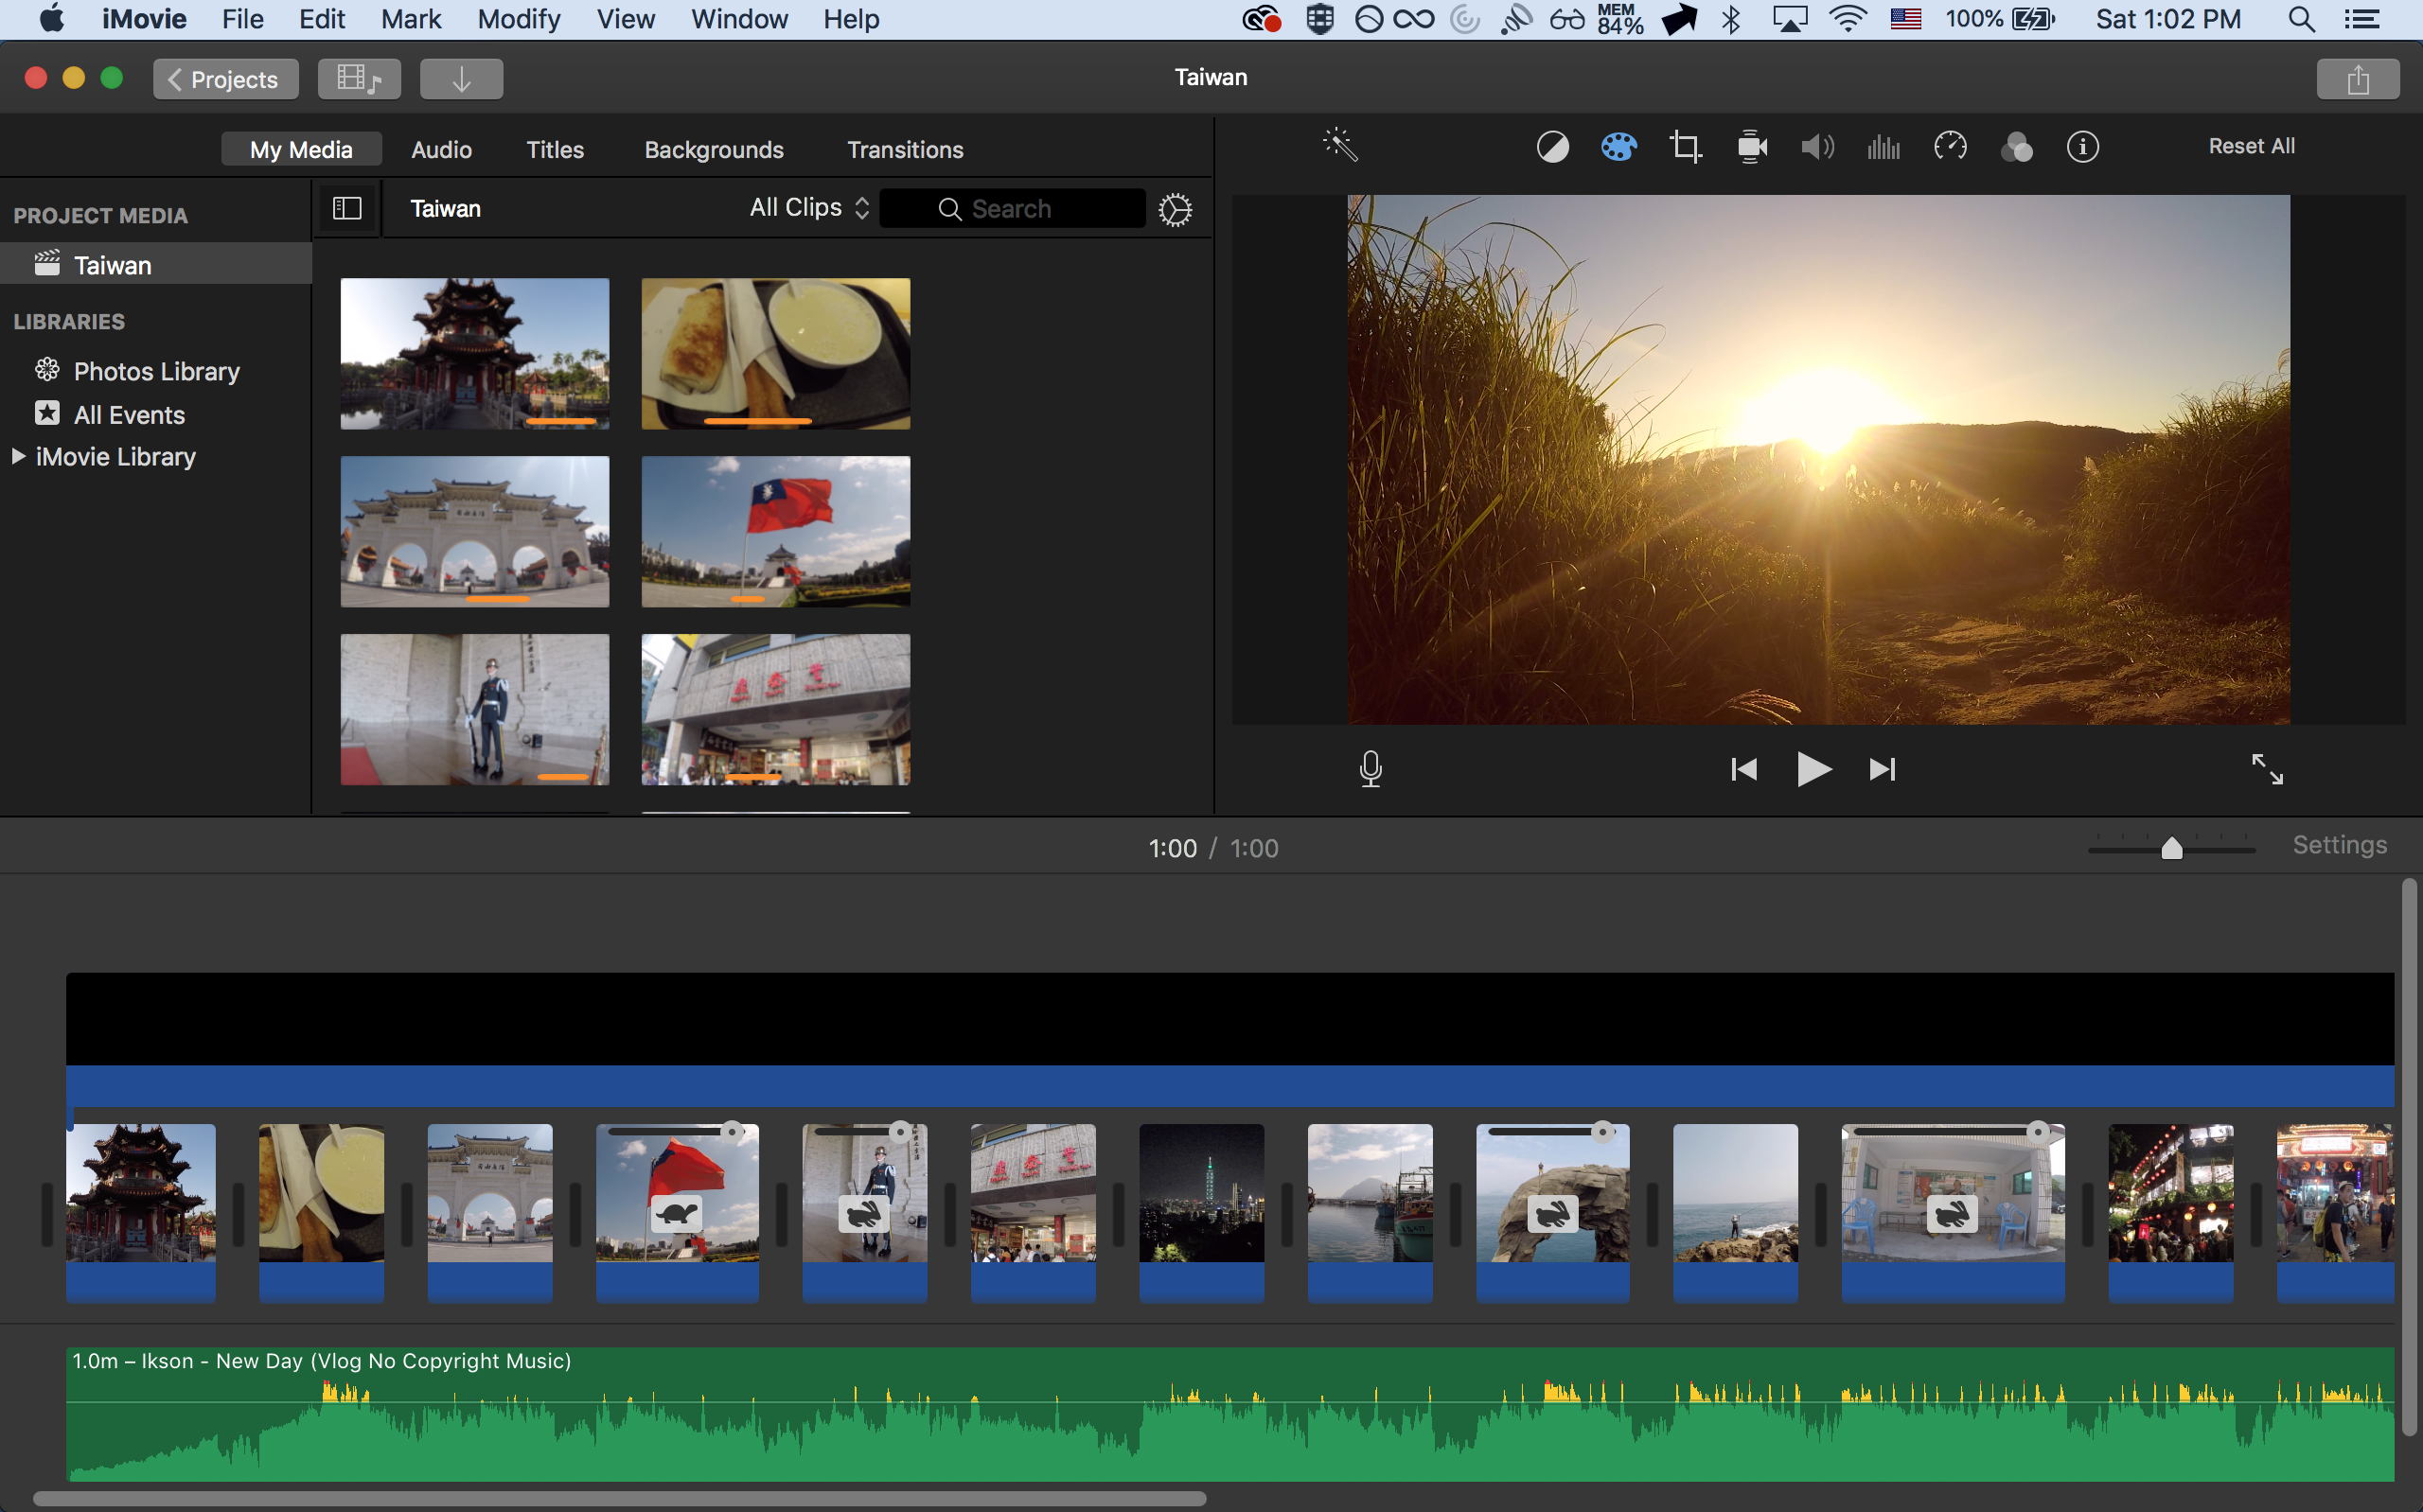 iMovie File Edit Mark Modify View Window Help MEM 84% 100% Sat 1:02 PM
Projects Taiwan
My Media Audio Titles Backgrounds Transitions Reset All
PROJECT MEDIA Taiwan All Clips Search
Taiwan
LIBRARIES
Photos Library
All Events
iMovie Library
1:00 / 1:00 Settings
1.0m – Ikson - New Day (Vlog No Copyright Music)